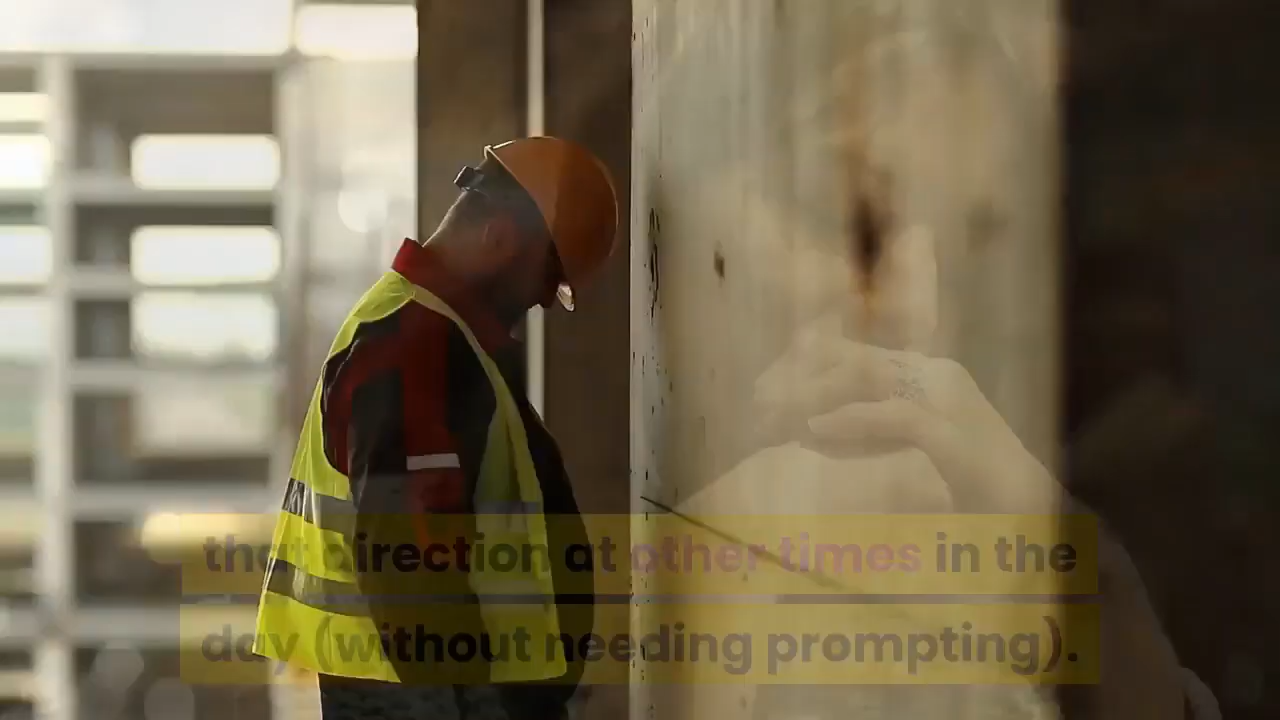 that direction at other times in the
day (without needing prompting).